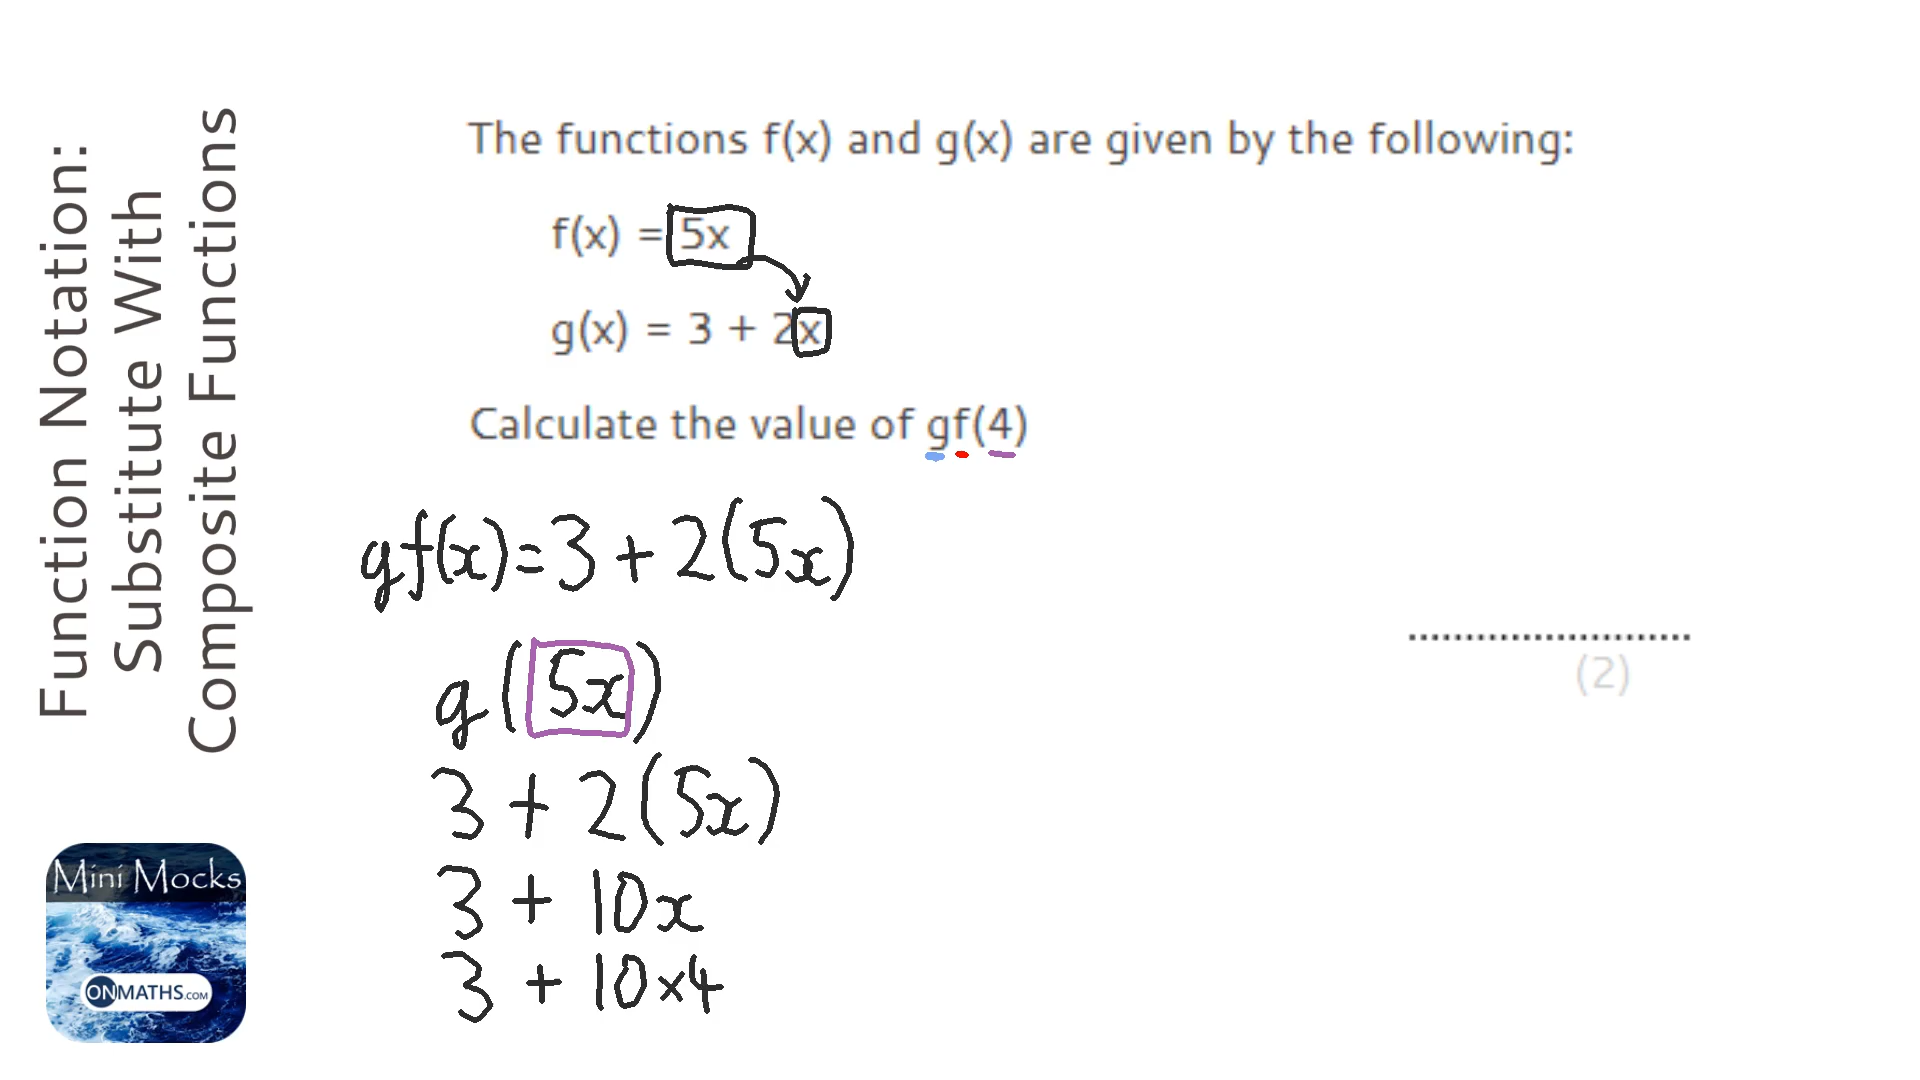 Function Notation:
Substitute With
Composite Functions
The functions f(x) and g(x) are given by the following:
f(x) = 5x
g(x) = 3 + 2x
Calculate the value of gf(4)
gf(x)=3 + 2(5x)
g(5x)
3 + 2(5x)
3 + 10x
3 + 10×4
........................
(2)
Mini Mocks
ONMATHS.COM